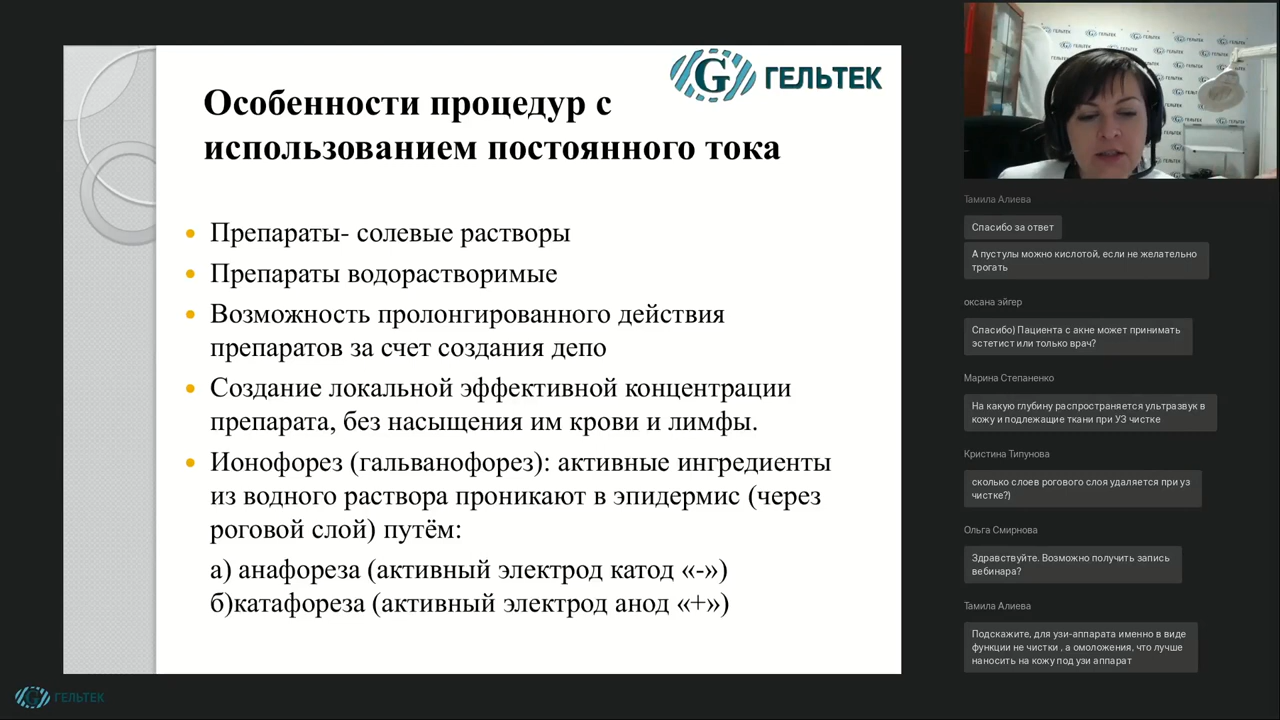 ГЕЛЬТЕК
Особенности процедур с
использованием постоянного тока
Препараты- солевые растворы
Препараты водорастворимые
Возможность пролонгированного действия
препаратов за счет создания депо
Создание локальной эффективной концентрации
препарата, без насыщения им крови и лимфы.
Ионофорез (гальванофорез): активные ингредиенты
из водного раствора проникают в эпидермис (через
роговой слой) путём:
а) анафореза (активный электрод катод «-»)
б)катафореза (активный электрод анод «+»)
ГЕЛЬТЕК
Тамила Алиева
Спасибо за ответ
А пустулы можно кислотой, если не желательно
трогать
оксана эйгер
Спасибо) Пациента с акне может принимать
эстетист или только врач?
Марина Степаненко
На какую глубину распространяется ультразвук в
кожу и подлежащие ткани при УЗ чистке
Кристина Типунова
сколько слоев рогового слоя удаляется при уз
чистке?)
Ольга Смирнова
Здравствуйте. Возможно получить запись
вебинара?
Тамила Алиева
Подскажите, для узи-аппарата именно в виде
функции не чистки , а омоложения, что лучше
наносить на кожу под узи аппарат